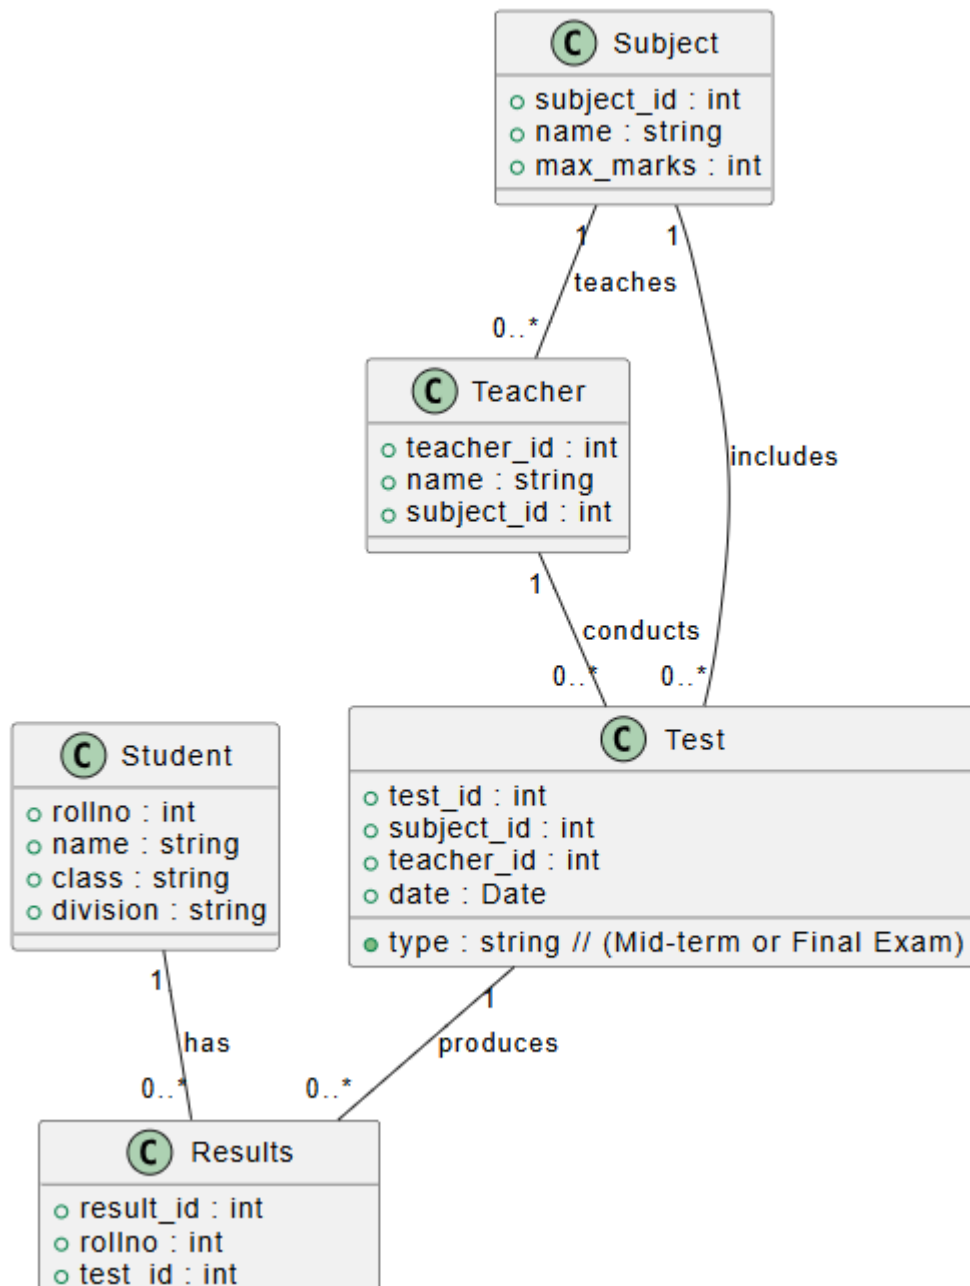 C Subject
subject_id : int
name : string
max_marks : int
1
1
teaches
0..*
C Teacher
teacher_id : int
name : string
subject_id : int
includes
1
conducts
0..*
0..*
C Test
test_id : int
subject_id : int
teacher_id : int
date : Date
type : string // (Mid-term or Final Exam)
C Student
rollno : int
name : string
class : string
division : string
1
1
has
produces
0..*
0..*
C Results
result_id : int
rollno : int
test_id : int